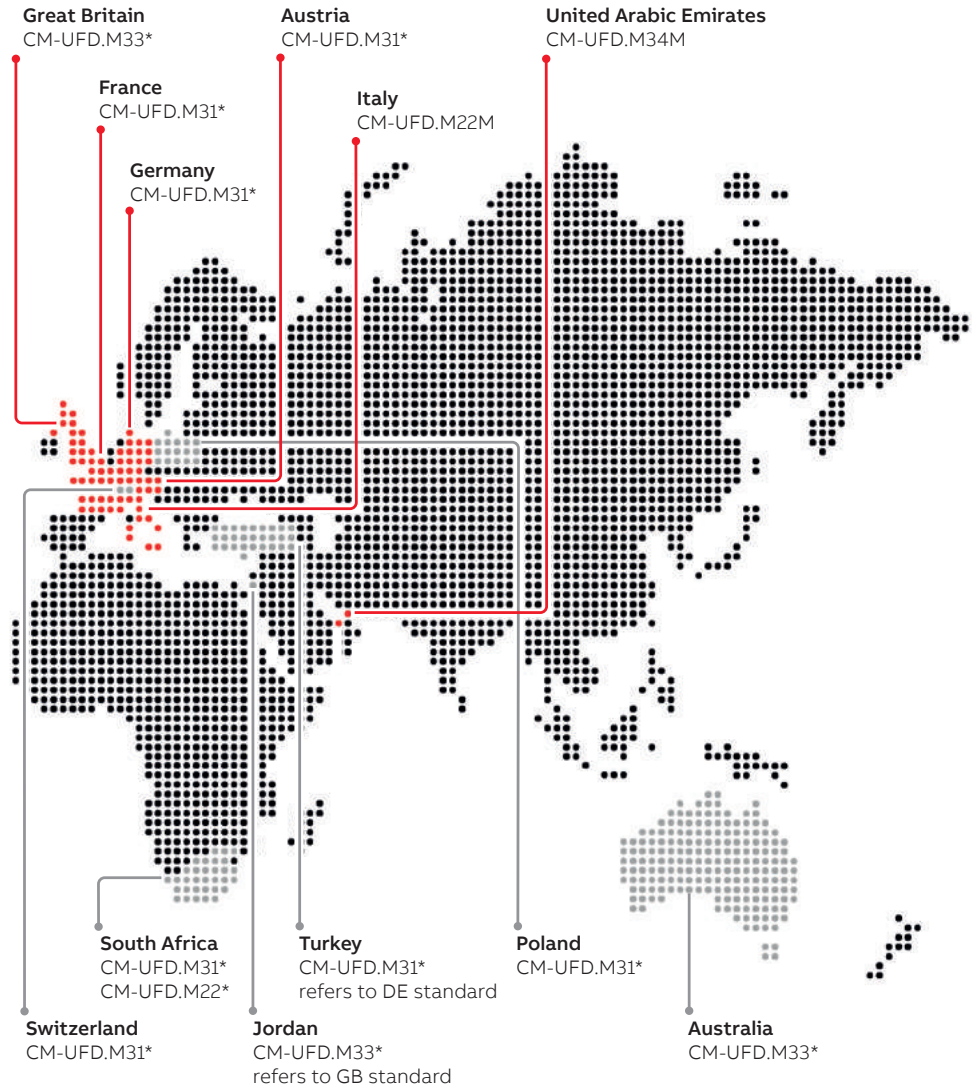 Great Britain
CM-UFD.M33*
Austria
CM-UFD.M31*
United Arabic Emirates
CM-UFD.M34M
France
CM-UFD.M31*
Italy
CM-UFD.M22M
Germany
CM-UFD.M31*
South Africa
CM-UFD.M31*
CM-UFD.M22*
Turkey
CM-UFD.M31*
refers to DE standard
Poland
CM-UFD.M31*
Switzerland
CM-UFD.M31*
Jordan
CM-UFD.M33*
refers to GB standard
Australia
CM-UFD.M33*